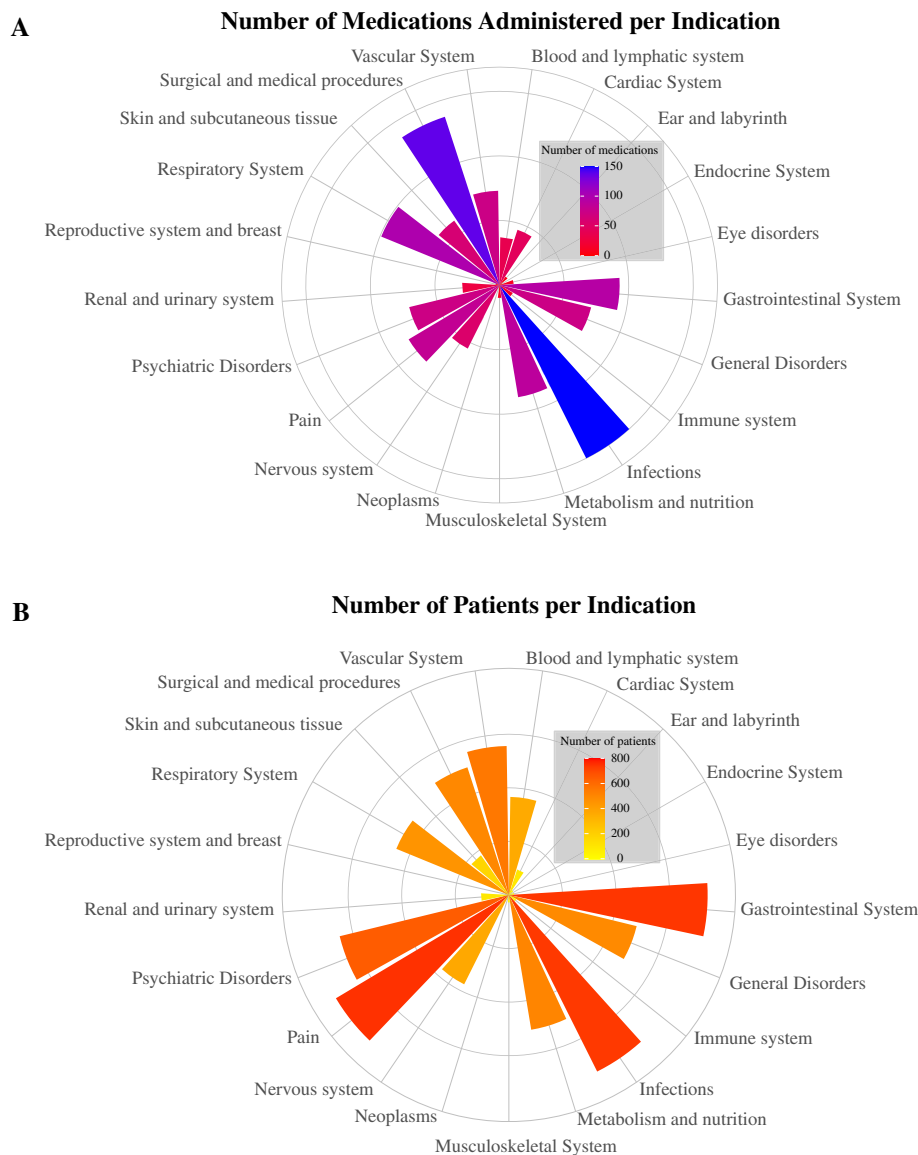 A
Number of Medications Administered per Indication
Vascular System
Blood and lymphatic system
Surgical and medical procedures
Cardiac System
Skin and subcutaneous tissue
Ear and labyrinth
Number of medications
150
100
50
0
Respiratory System
Endocrine System
Reproductive system and breast
Eye disorders
Renal and urinary system
Gastrointestinal System
Psychiatric Disorders
General Disorders
Pain
Immune system
Nervous system
Infections
Neoplasms
Metabolism and nutrition
Musculoskeletal System
B
Number of Patients per Indication
Vascular System
Blood and lymphatic system
Surgical and medical procedures
Cardiac System
Skin and subcutaneous tissue
Ear and labyrinth
Number of patients
800
600
400
200
0
Respiratory System
Endocrine System
Reproductive system and breast
Eye disorders
Renal and urinary system
Gastrointestinal System
Psychiatric Disorders
General Disorders
Pain
Immune system
Nervous system
Infections
Neoplasms
Metabolism and nutrition
Musculoskeletal System